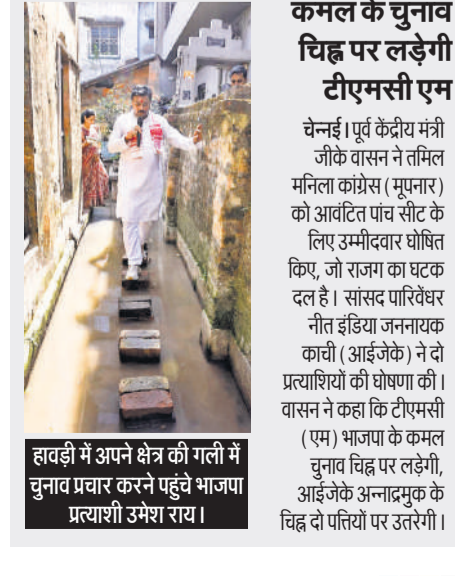 कमल के चुनाव
चिह्न पर लड़ेगी
टीएमसी एम
चेन्नई। पूर्व केंद्रीय मंत्री
जीके वासन ने तमिल
मनिला कांग्रेस (मूपनार)
को आवंटित पांच सीट के
लिए उम्मीदवार घोषित
किए, जो राजग का घटक
दल है। सांसद पारिवेंधर
नीत इंडिया जननायक
काची (आईजेके) ने दो
प्रत्याशियों की घोषणा की।
वासन ने कहा कि टीएमसी
(एम) भाजपा के कमल
चुनाव चिह्न पर लड़ेगी,
आईजेके अन्नाद्रमुक के
चिह्न दो पत्तियों पर उतरेगी।
हावड़ी में अपने क्षेत्र की गली में
चुनाव प्रचार करने पहुंचे भाजपा
प्रत्याशी उमेश राय।